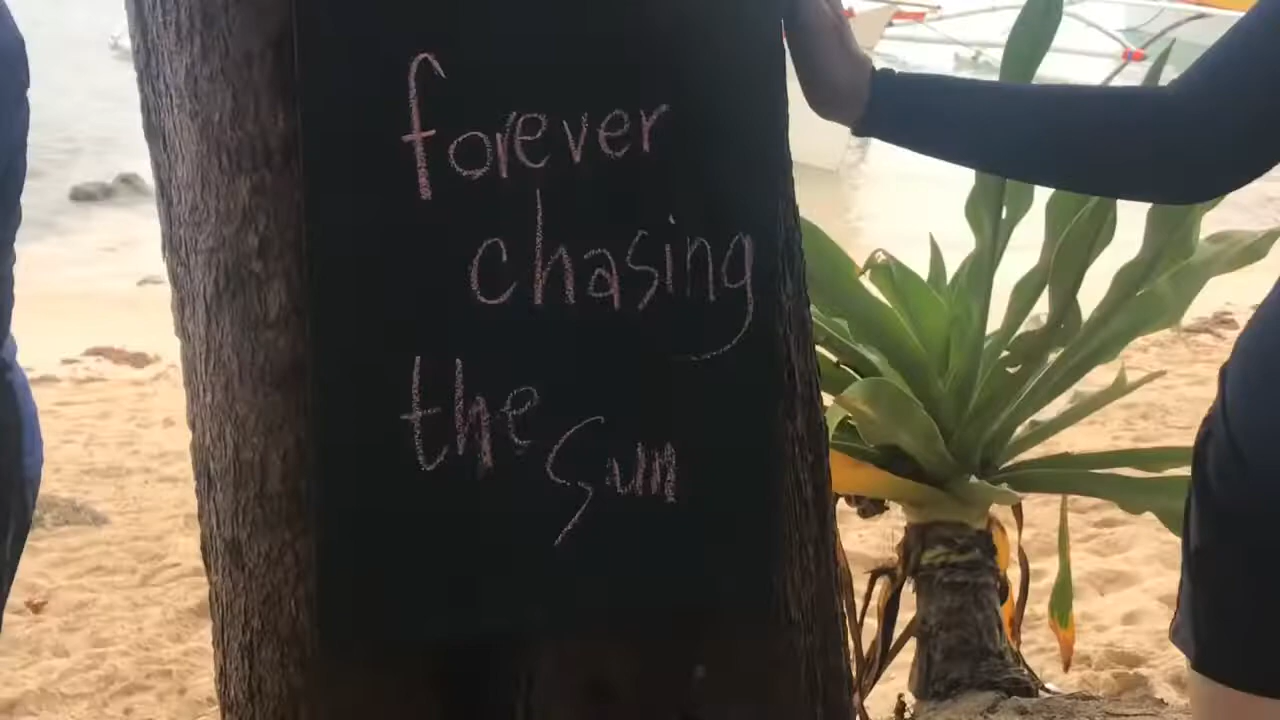 forever
chasing
the
sun